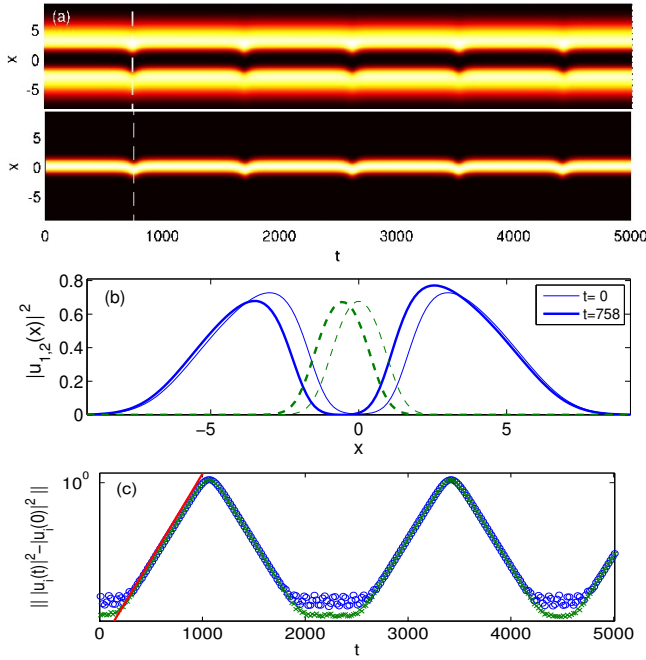 (a)
x
5
0
-5
x
5
0
-5
0 1000 2000 3000 4000 5000
t
(b)
|u1,2(x)|2
0.8
0.6
0.4
0.2
0
t= 0
t=758
-5 0 5
x
(c)
|| |ui(t)|2-|ui(0)|2 ||
100
0 1000 2000 3000 4000 5000
t